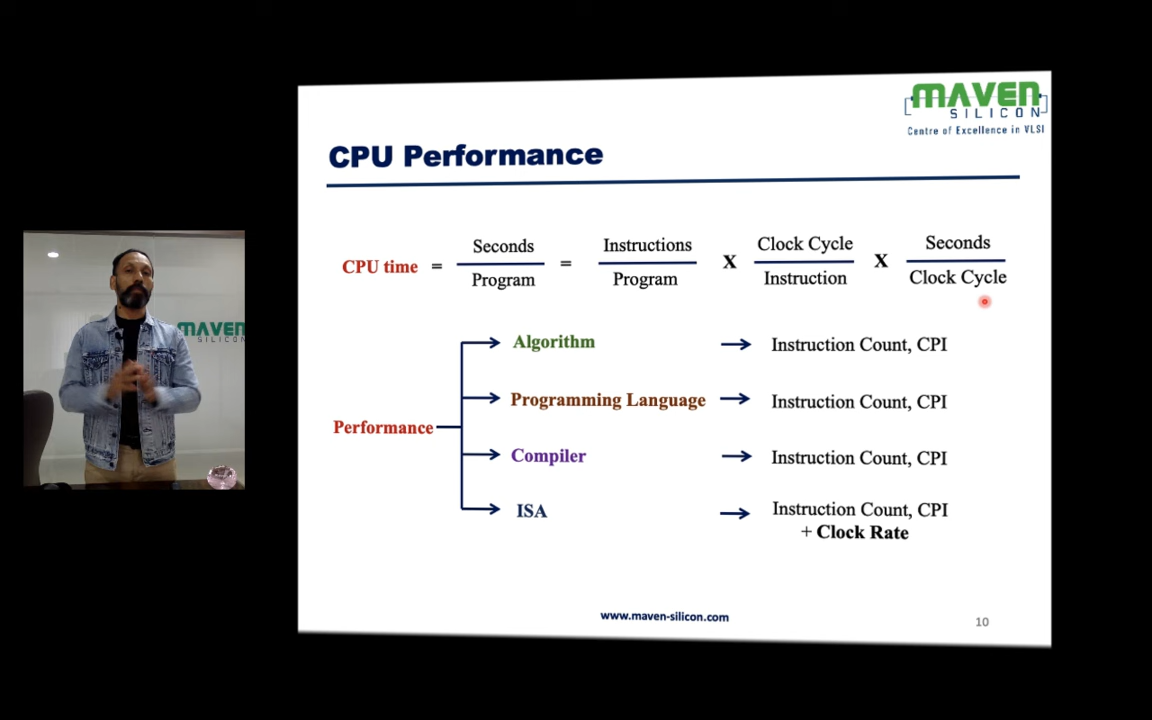 MAVEN
SILICON
Centre of Excellence in VLSI
CPU Performance
CPU time = Seconds / Program = Instructions / Program X Clock Cycle / Instruction X Seconds / Clock Cycle
Algorithm → Instruction Count, CPI
Programming Language → Instruction Count, CPI
Performance
Compiler → Instruction Count, CPI
ISA → Instruction Count, CPI
+ Clock Rate
www.maven-silicon.com
10
MAVEN
SILICON